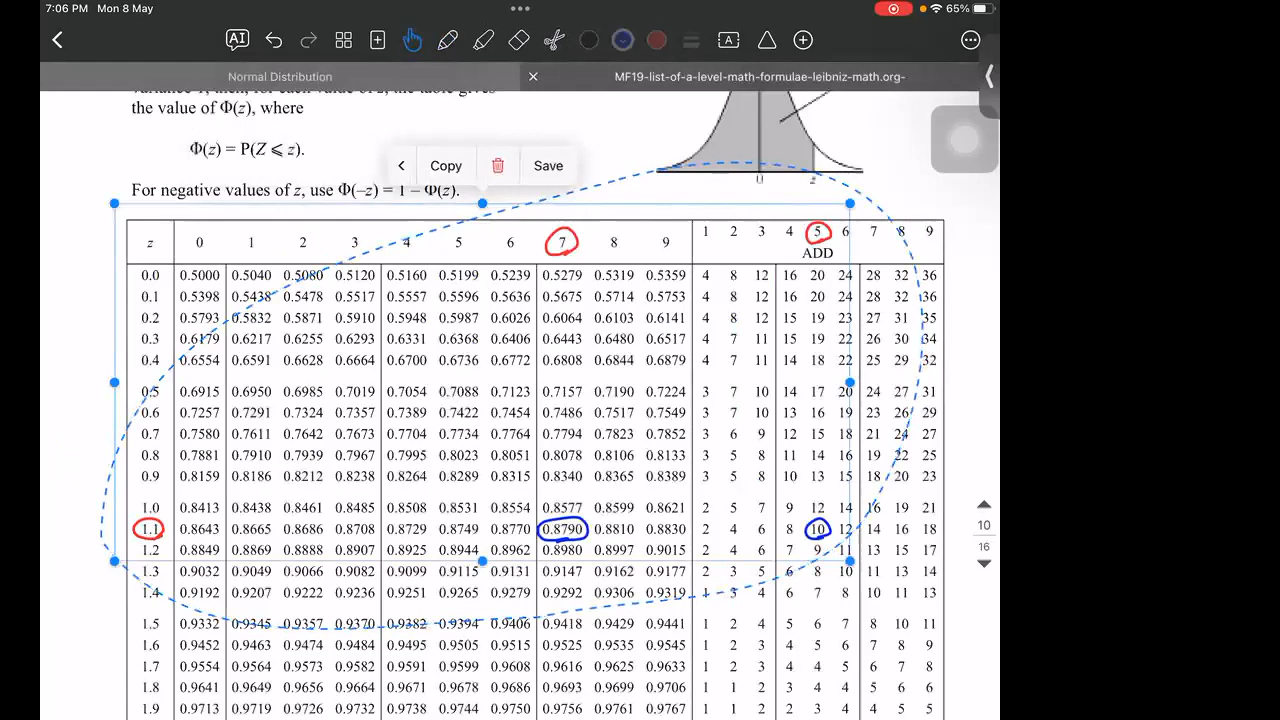 7:06 PM Mon 8 May
65%
Normal Distribution
MF19-list-of-a-level-math-formulae-leibniz-math.org-
the value of Φ(z), where
Φ(z) = P(Z ⩽ z).
Copy
Save
For negative values of z, use Φ(–z) = 1 – Φ(z).
0 z
z 0 1 2 3 4 5 6 7 8 9 1 2 3 4 5 6 7 8 9
ADD
0.0 0.5000 0.5040 0.5080 0.5120 0.5160 0.5199 0.5239 0.5279 0.5319 0.5359 4 8 12 16 20 24 28 32 36
0.1 0.5398 0.5438 0.5478 0.5517 0.5557 0.5596 0.5636 0.5675 0.5714 0.5753 4 8 12 16 20 24 28 32 36
0.2 0.5793 0.5832 0.5871 0.5910 0.5948 0.5987 0.6026 0.6064 0.6103 0.6141 4 8 12 15 19 23 27 31 35
0.3 0.6179 0.6217 0.6255 0.6293 0.6331 0.6368 0.6406 0.6443 0.6480 0.6517 4 7 11 15 19 22 26 30 34
0.4 0.6554 0.6591 0.6628 0.6664 0.6700 0.6736 0.6772 0.6808 0.6844 0.6879 4 7 11 14 18 22 25 29 32
0.5 0.6915 0.6950 0.6985 0.7019 0.7054 0.7088 0.7123 0.7157 0.7190 0.7224 3 7 10 14 17 20 24 27 31
0.6 0.7257 0.7291 0.7324 0.7357 0.7389 0.7422 0.7454 0.7486 0.7517 0.7549 3 7 10 13 16 19 23 26 29
0.7 0.7580 0.7611 0.7642 0.7673 0.7704 0.7734 0.7764 0.7794 0.7823 0.7852 3 6 9 12 15 18 21 24 27
0.8 0.7881 0.7910 0.7939 0.7967 0.7995 0.8023 0.8051 0.8078 0.8106 0.8133 3 5 8 11 14 16 19 22 25
0.9 0.8159 0.8186 0.8212 0.8238 0.8264 0.8289 0.8315 0.8340 0.8365 0.8389 3 5 8 10 13 15 18 20 23
1.0 0.8413 0.8438 0.8461 0.8485 0.8508 0.8531 0.8554 0.8577 0.8599 0.8621 2 5 7 9 12 14 16 19 21
1.1 0.8643 0.8665 0.8686 0.8708 0.8729 0.8749 0.8770 0.8790 0.8810 0.8830 2 4 6 8 10 12 14 16 18
1.2 0.8849 0.8869 0.8888 0.8907 0.8925 0.8944 0.8962 0.8980 0.8997 0.9015 2 4 6 7 9 11 13 15 17
1.3 0.9032 0.9049 0.9066 0.9082 0.9099 0.9115 0.9131 0.9147 0.9162 0.9177 2 3 5 6 8 10 11 13 14
1.4 0.9192 0.9207 0.9222 0.9236 0.9251 0.9265 0.9279 0.9292 0.9306 0.9319 1 3 4 6 7 8 10 11 13
1.5 0.9332 0.9345 0.9357 0.9370 0.9382 0.9394 0.9406 0.9418 0.9429 0.9441 1 2 4 5 6 7 8 10 11
1.6 0.9452 0.9463 0.9474 0.9484 0.9495 0.9505 0.9515 0.9525 0.9535 0.9545 1 2 3 4 5 6 7 8 9
1.7 0.9554 0.9564 0.9573 0.9582 0.9591 0.9599 0.9608 0.9616 0.9625 0.9633 1 2 3 4 4 5 6 7 8
1.8 0.9641 0.9649 0.9656 0.9664 0.9671 0.9678 0.9686 0.9693 0.9699 0.9706 1 1 2 3 4 4 5 6 6
1.9 0.9713 0.9719 0.9726 0.9732 0.9738 0.9744 0.9750 0.9756 0.9761 0.9767 1 1 2 2 3 4 4 5 5
10
16